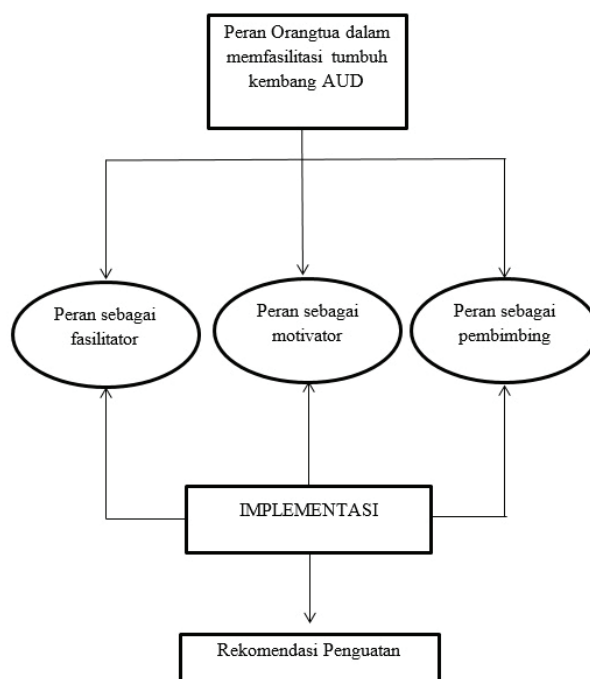 Peran Orangtua dalam
memfasilitasi tumbuh
kembang AUD
Peran sebagai
fasilitator
Peran sebagai
motivator
Peran sebagai
pembimbing
IMPLEMENTASI
Rekomendasi Penguatan